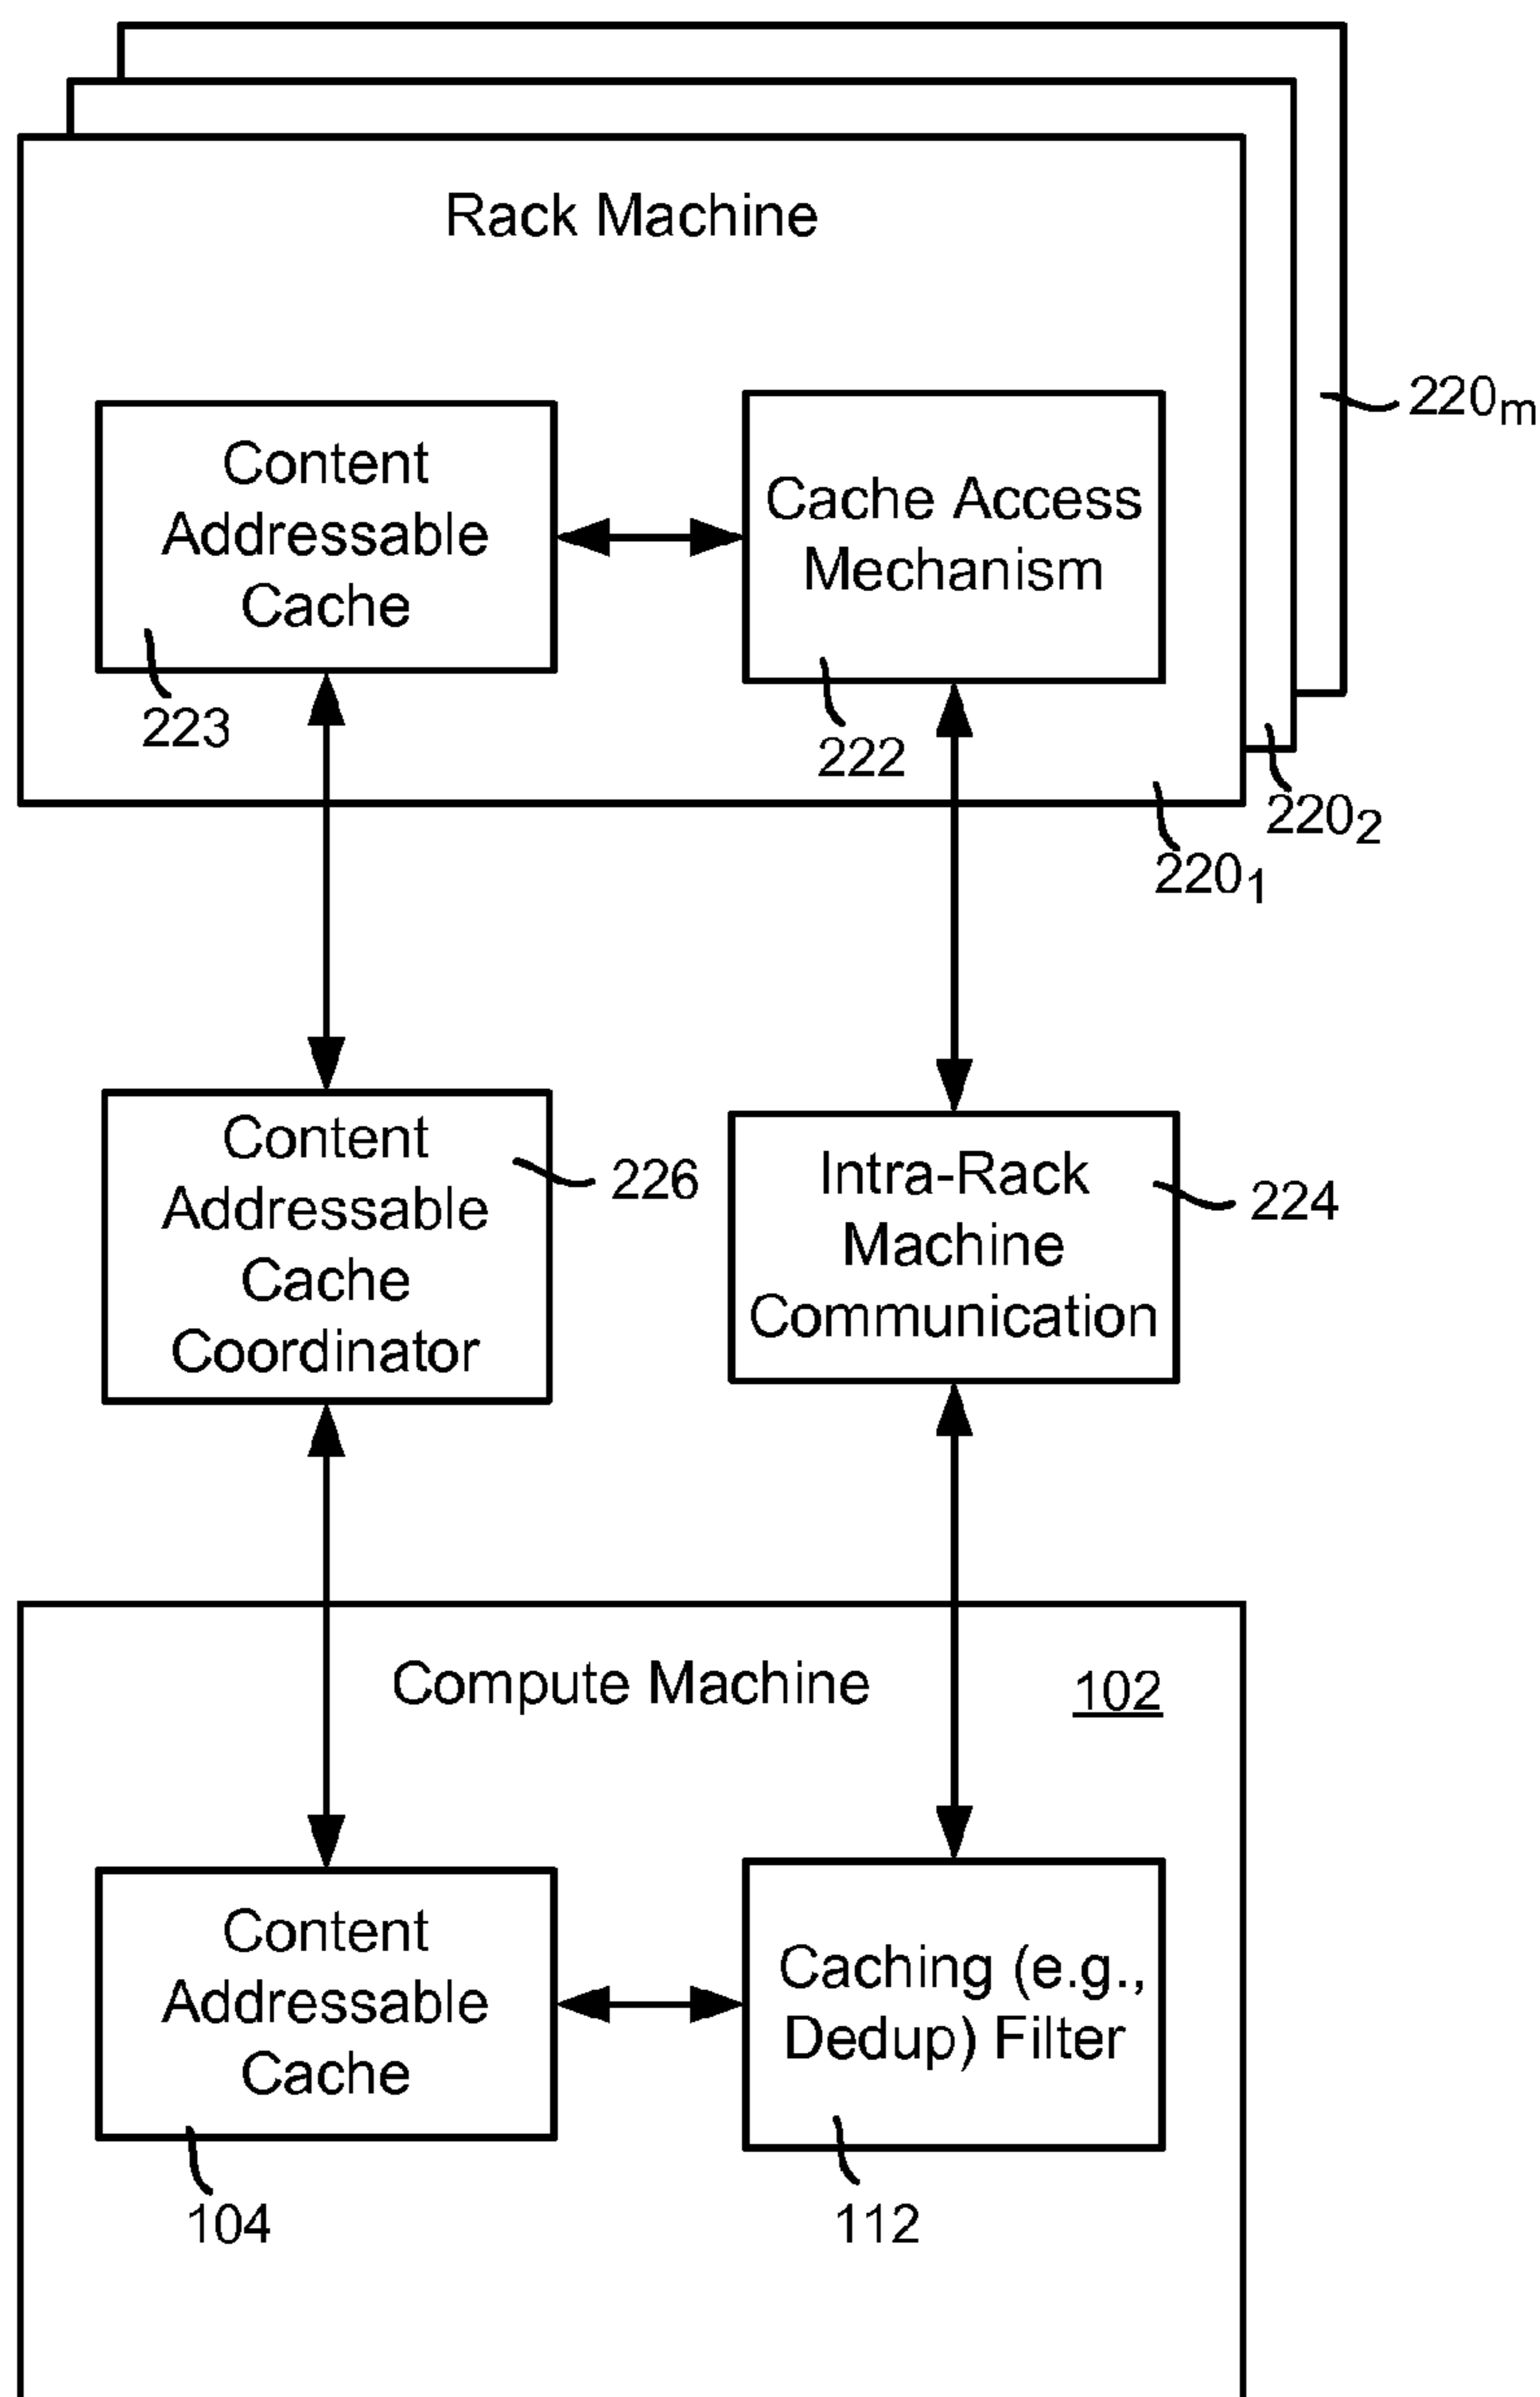 Rack Machine
220m
Content
Addressable
Cache
Cache Access
Mechanism
223
222
2202
2201
Content
Addressable
Cache
Coordinator
226
Intra-Rack
Machine
Communication
224
Compute Machine
102
Content
Addressable
Cache
Caching (e.g.,
Dedup) Filter
104
112